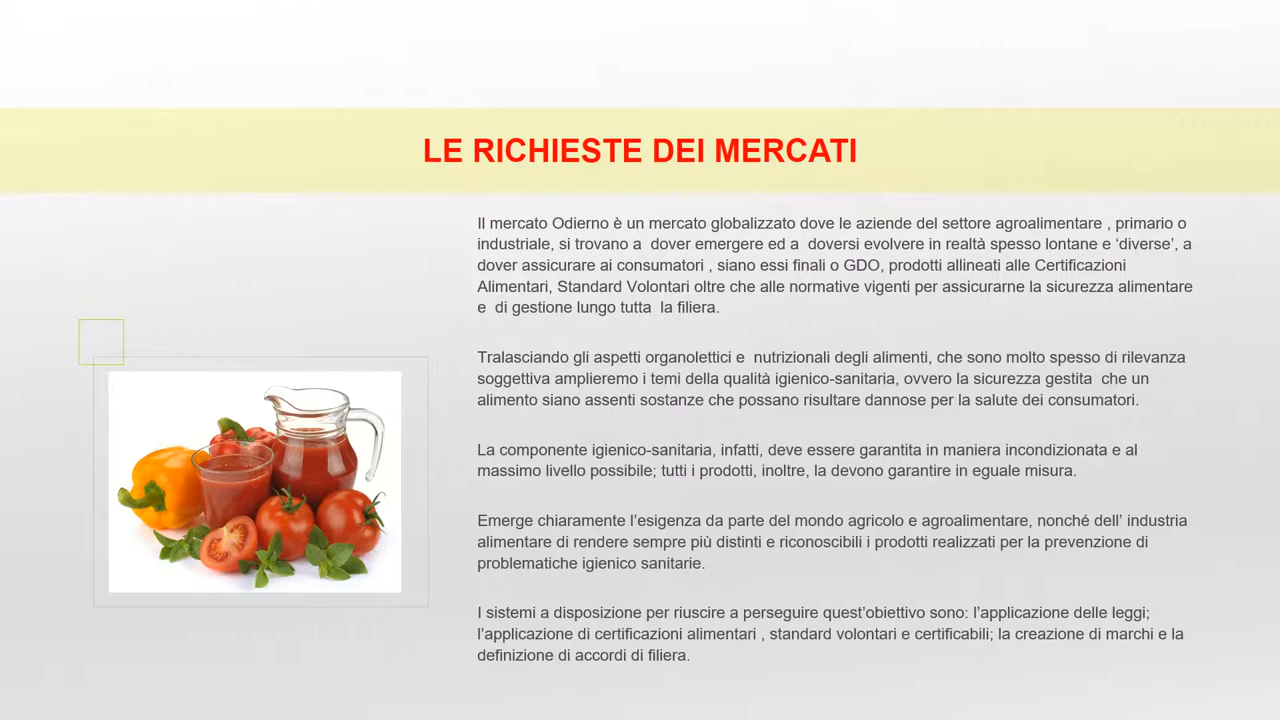 LE RICHIESTE DEI MERCATI
Il mercato Odierno è un mercato globalizzato dove le aziende del settore agroalimentare , primario o
industriale, si trovano a  dover emergere ed a  doversi evolvere in realtà spesso lontane e ‘diverse’, a
dover assicurare ai consumatori , siano essi finali o GDO, prodotti allineati alle Certificazioni
Alimentari, Standard Volontari oltre che alle normative vigenti per assicurarne la sicurezza alimentare
e  di gestione lungo tutta  la filiera.
Tralasciando gli aspetti organolettici e  nutrizionali degli alimenti, che sono molto spesso di rilevanza
soggettiva amplieremo i temi della qualità igienico-sanitaria, ovvero la sicurezza gestita  che un
alimento siano assenti sostanze che possano risultare dannose per la salute dei consumatori.
La componente igienico-sanitaria, infatti, deve essere garantita in maniera incondizionata e al
massimo livello possibile; tutti i prodotti, inoltre, la devono garantire in eguale misura.
Emerge chiaramente l’esigenza da parte del mondo agricolo e agroalimentare, nonché dell’ industria
alimentare di rendere sempre più distinti e riconoscibili i prodotti realizzati per la prevenzione di
problematiche igienico sanitarie.
I sistemi a disposizione per riuscire a perseguire quest’obiettivo sono: l’applicazione delle leggi;
l’applicazione di certificazioni alimentari , standard volontari e certificabili; la creazione di marchi e la
definizione di accordi di filiera.